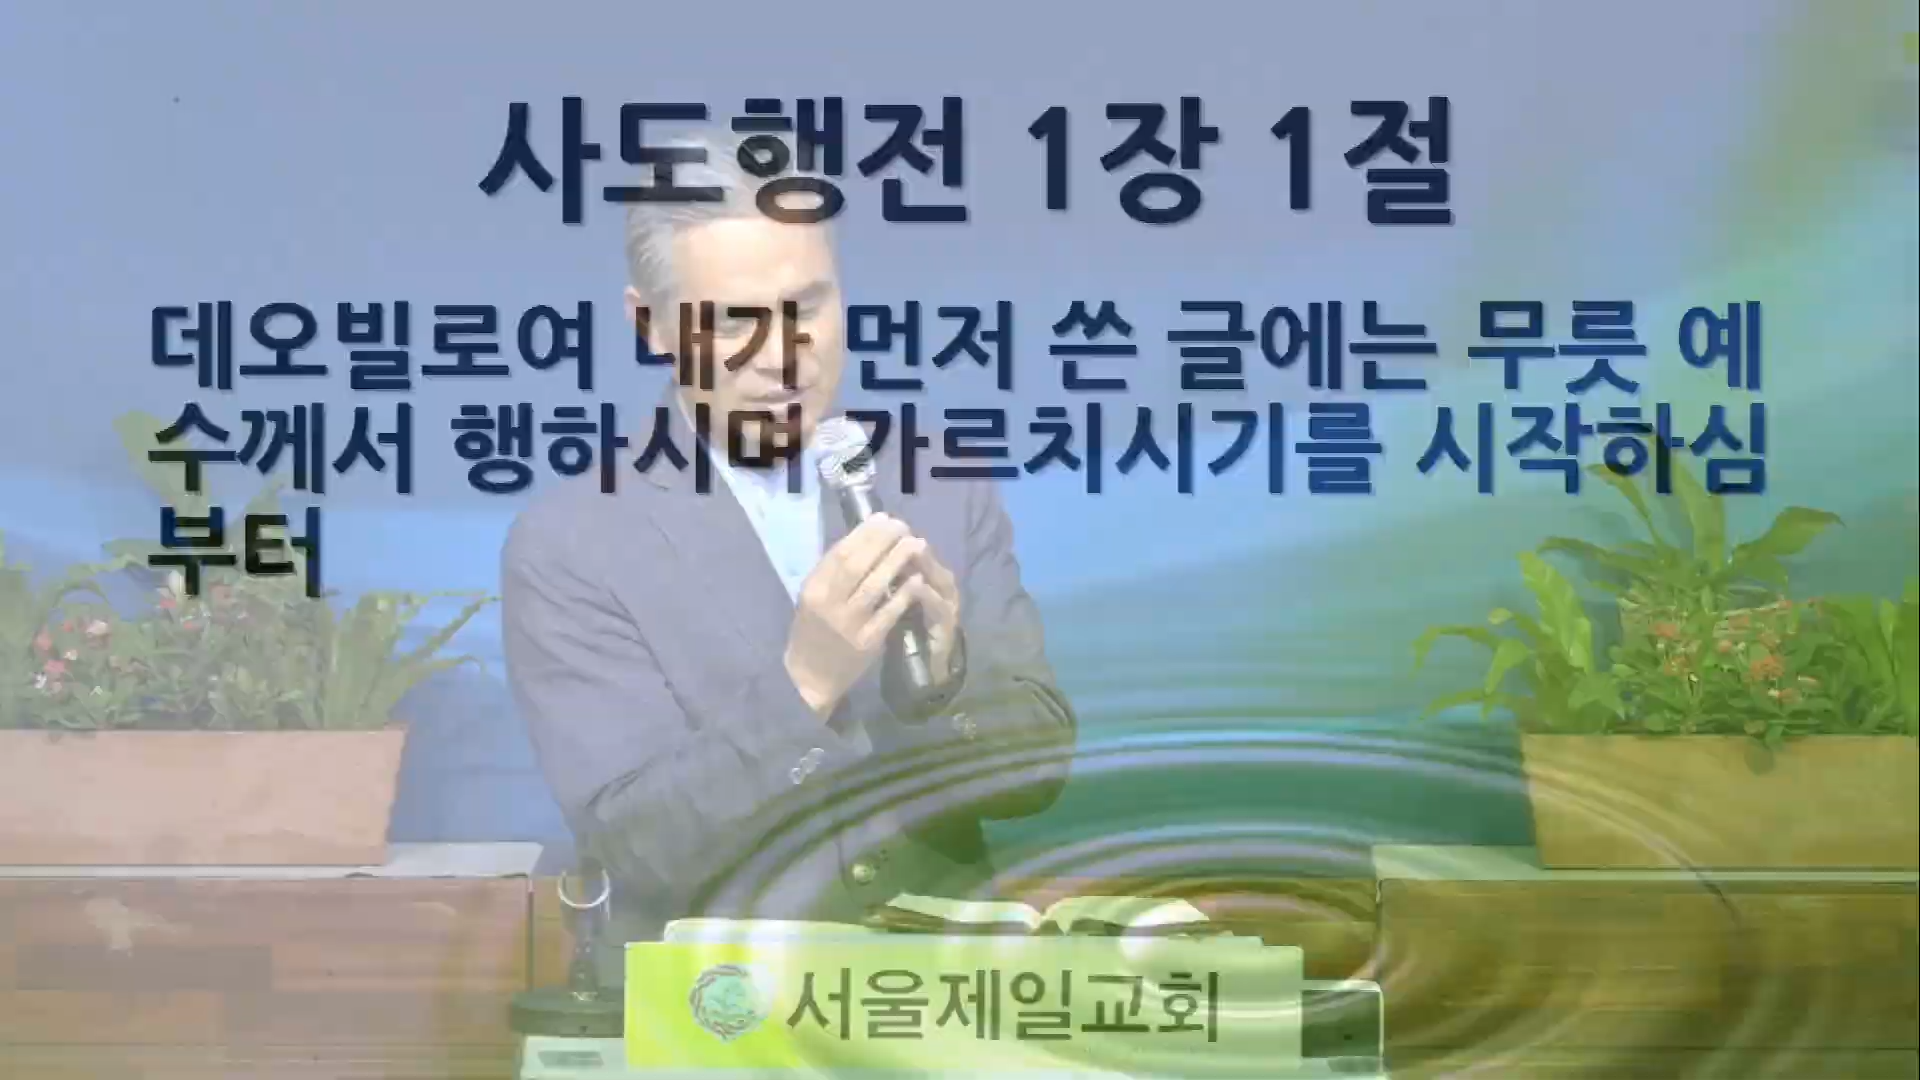 사도행전 1장 1절
데오빌로여 내가 먼저 쓴 글에는 무릇 예
수께서 행하시며 가르치시기를 시작하심
부터
서울제일교회